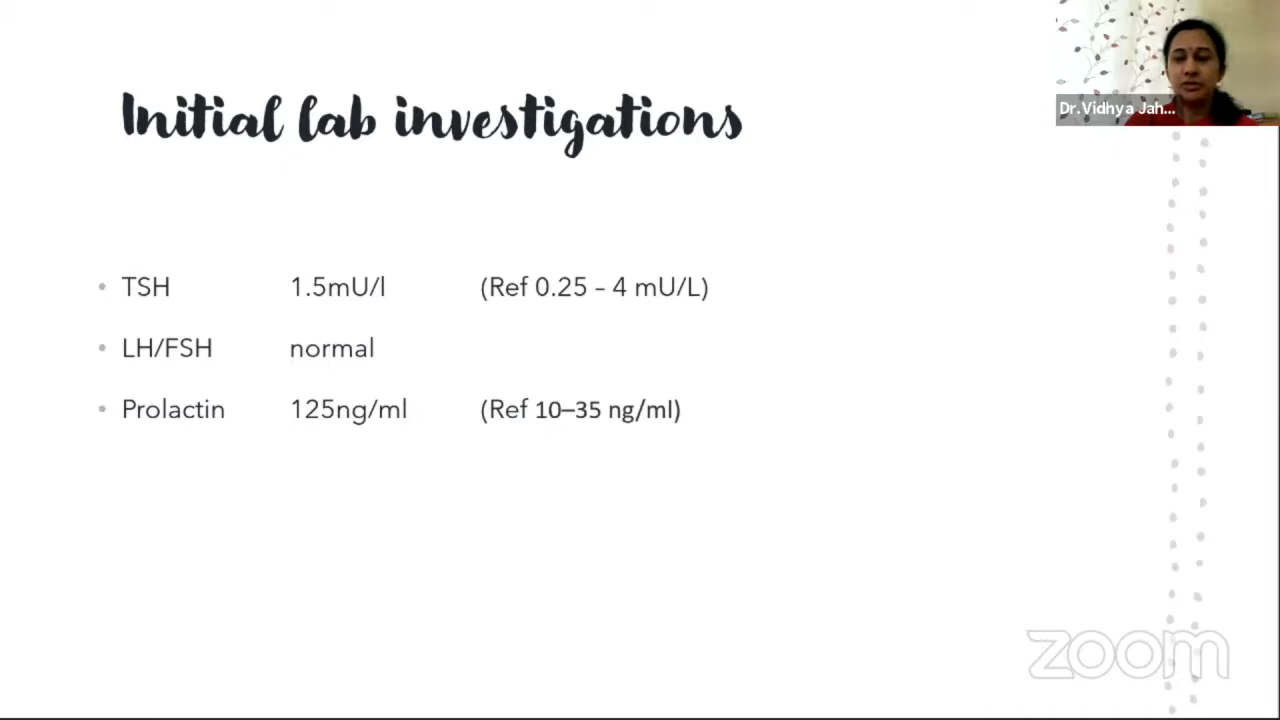 Initial lab investigations
Dr.Vidhya Jah...
• TSH 1.5mU/l (Ref 0.25 – 4 mU/L)
• LH/FSH normal
• Prolactin 125ng/ml (Ref 10–35 ng/ml)
zoom